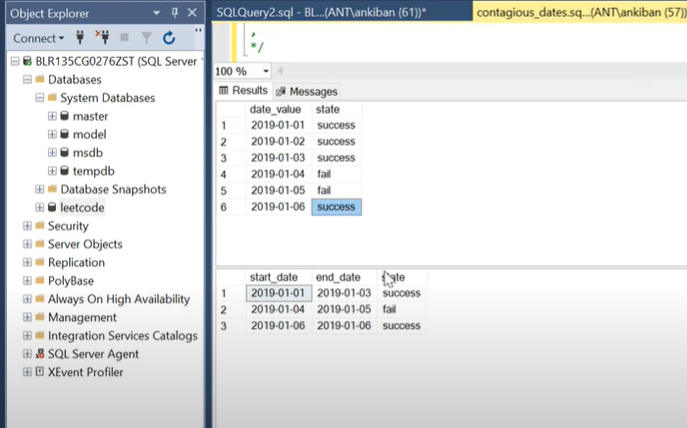 Object Explorer
Connect
BLR135CG0276ZST (SQL Server
Databases
System Databases
master
model
msdb
tempdb
Database Snapshots
leetcode
Security
Server Objects
Replication
PolyBase
Always On High Availability
Management
Integration Services Catalogs
SQL Server Agent
XEvent Profiler
SQLQuery2.sql - BL...(ANT\ankiban (61))*
contagious_dates.sq...(ANT\ankiban (57))
,
*/
100 %
Results Messages
date_value state
1 2019-01-01 success
2 2019-01-02 success
3 2019-01-03 success
4 2019-01-04 fail
5 2019-01-05 fail
6 2019-01-06 success
start_date end_date
1 2019-01-01 2019-01-03 success
2 2019-01-04 2019-01-05 fail
3 2019-01-06 2019-01-06 success